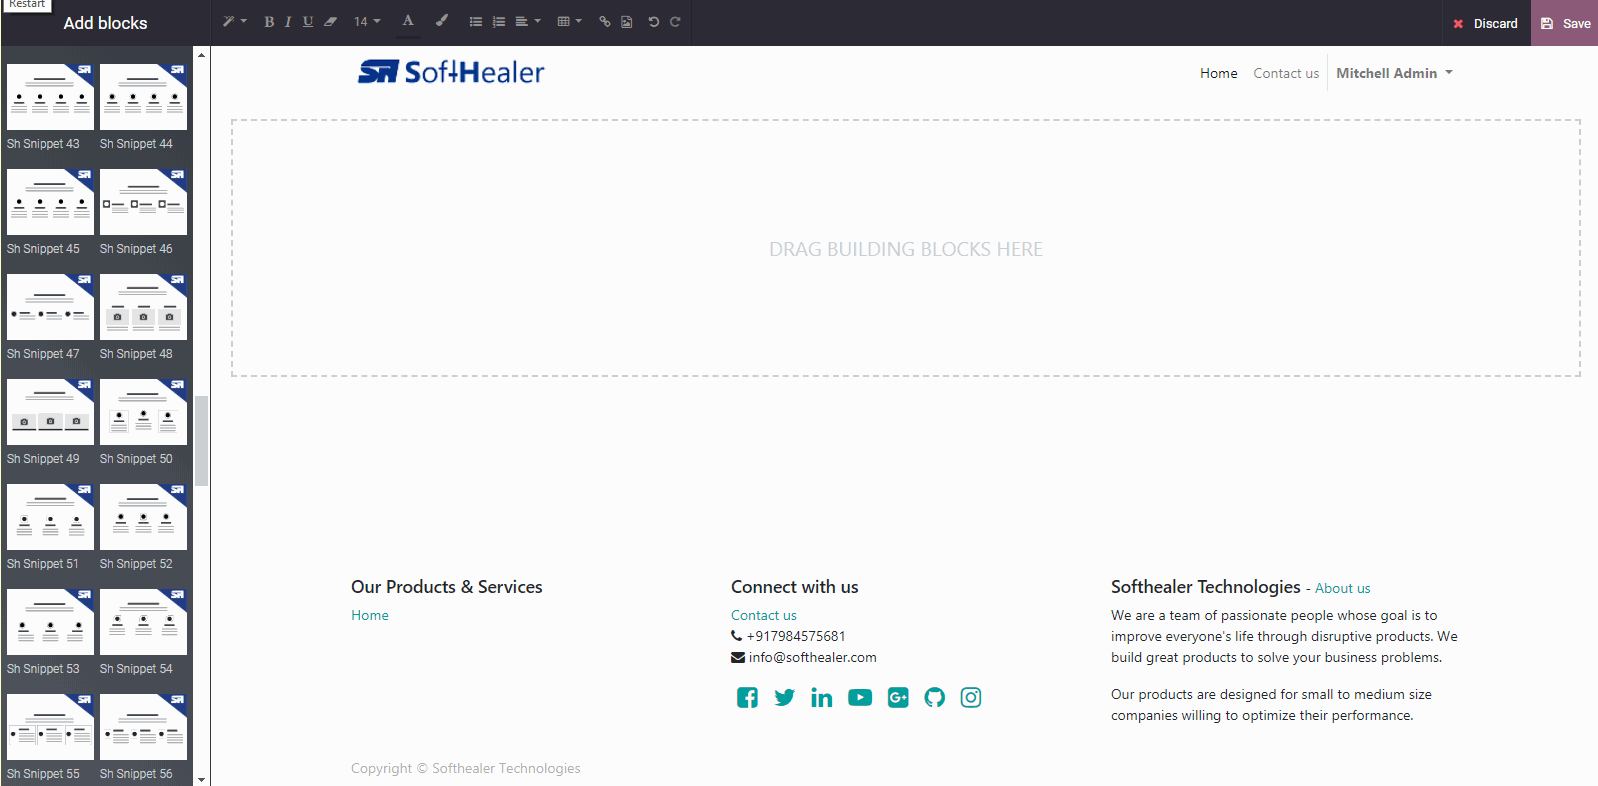 Restart
Add blocks
B I U
14
A
Discard
Save
Sh Snippet 43
Sh Snippet 44
Sh Snippet 45
Sh Snippet 46
Sh Snippet 47
Sh Snippet 48
Sh Snippet 49
Sh Snippet 50
Sh Snippet 51
Sh Snippet 52
Sh Snippet 53
Sh Snippet 54
Sh Snippet 55
Sh Snippet 56
SoftHealer
Home
Contact us
Mitchell Admin
DRAG BUILDING BLOCKS HERE
Our Products & Services
Home
Connect with us
Contact us
+917984575681
info@softhealer.com
Softhealer Technologies - About us
We are a team of passionate people whose goal is to
improve everyone's life through disruptive products. We
build great products to solve your business problems.
Our products are designed for small to medium size
companies willing to optimize their performance.
Copyright © Softhealer Technologies